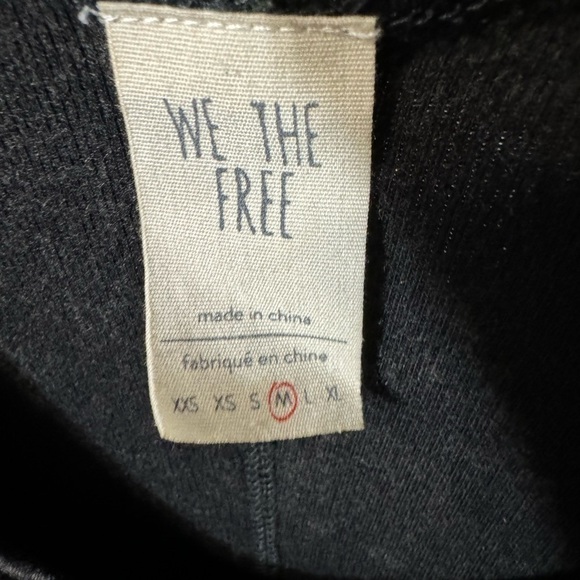 WE THE
FREE
made in china
fabriqué en chine
XXS XS S M L XL